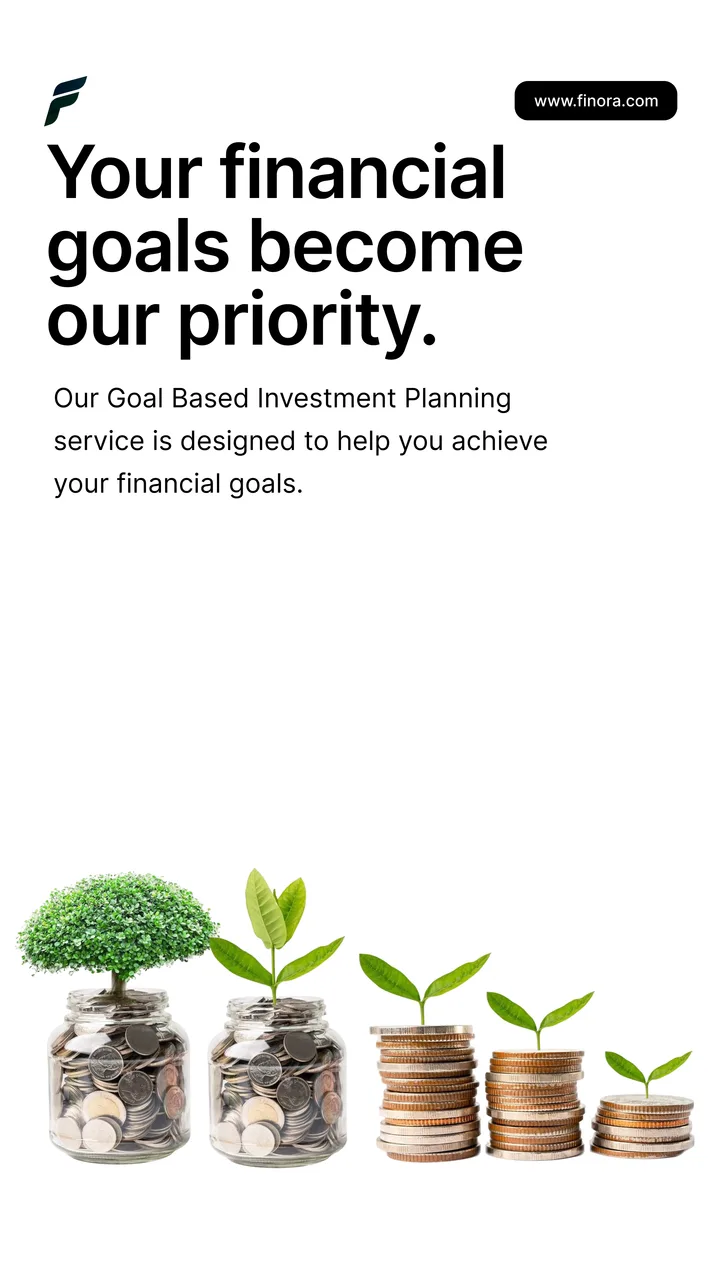 www.finora.com
Your financial
goals become
our priority.
Our Goal Based Investment Planning
service is designed to help you achieve
your financial goals.